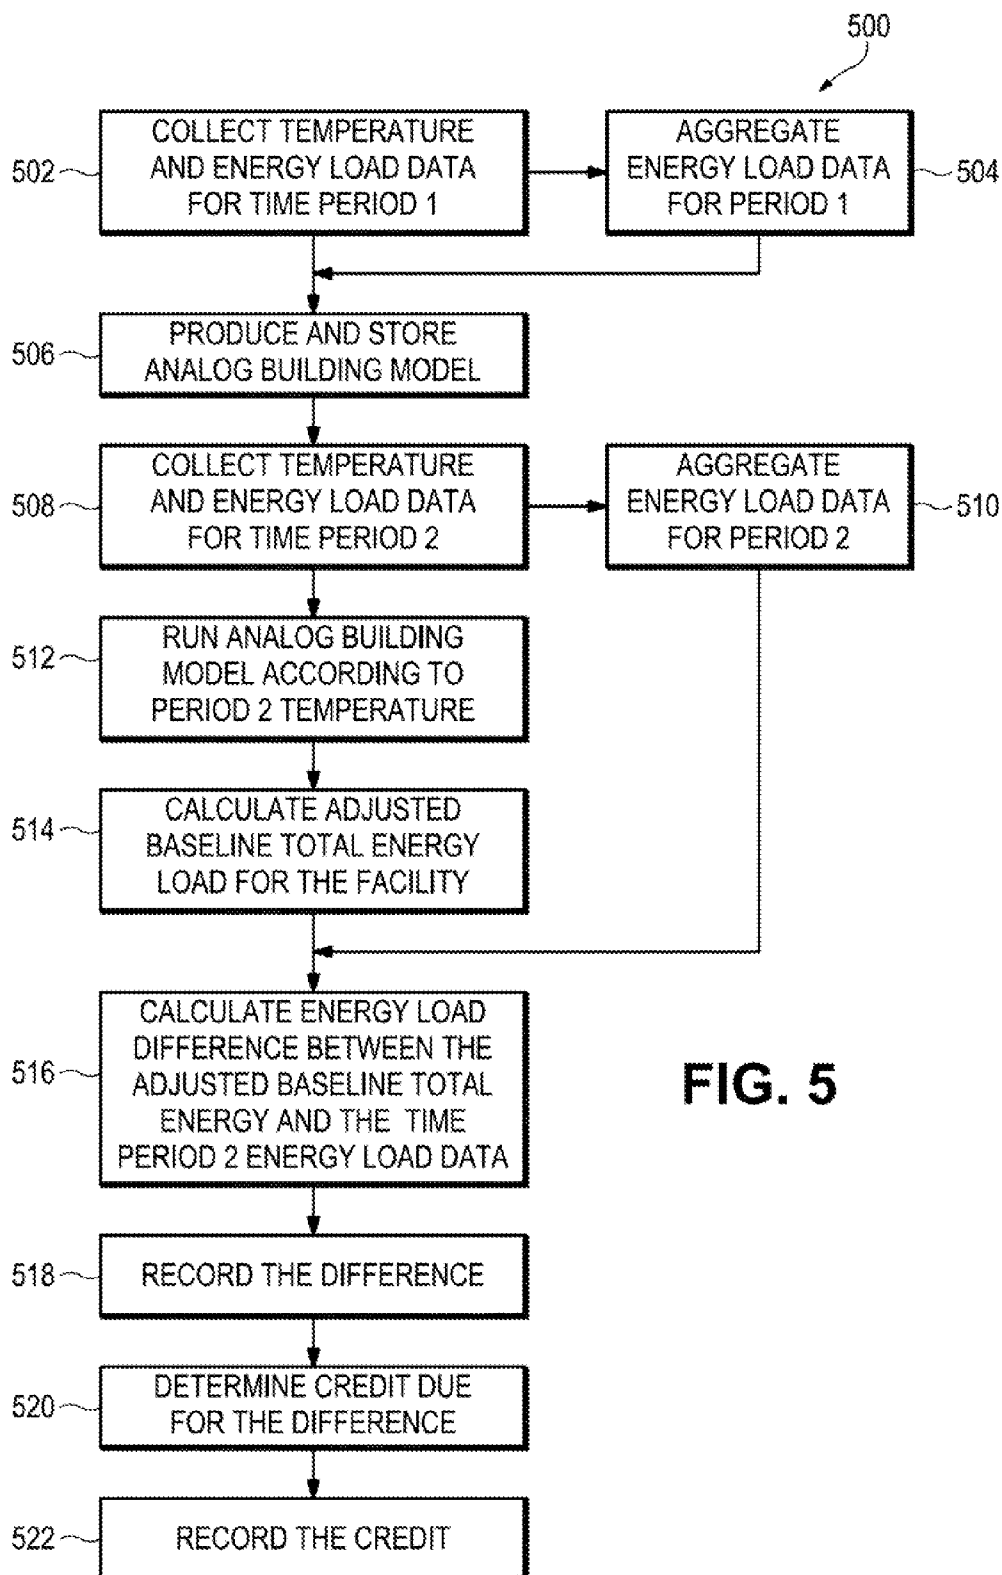 500
COLLECT TEMPERATURE
AND ENERGY LOAD DATA
FOR TIME PERIOD 1
502
AGGREGATE
ENERGY LOAD DATA
FOR PERIOD 1
504
PRODUCE AND STORE
ANALOG BUILDING MODEL
506
COLLECT TEMPERATURE
AND ENERGY LOAD DATA
FOR TIME PERIOD 2
508
AGGREGATE
ENERGY LOAD DATA
FOR PERIOD 2
510
RUN ANALOG BUILDING
MODEL ACCORDING TO
PERIOD 2 TEMPERATURE
512
CALCULATE ADJUSTED
BASELINE TOTAL ENERGY
LOAD FOR THE FACILITY
514
CALCULATE ENERGY LOAD
DIFFERENCE BETWEEN THE
ADJUSTED BASELINE TOTAL
ENERGY AND THE TIME
PERIOD 2 ENERGY LOAD DATA
516
FIG. 5
RECORD THE DIFFERENCE
518
DETERMINE CREDIT DUE
FOR THE DIFFERENCE
520
RECORD THE CREDIT
522